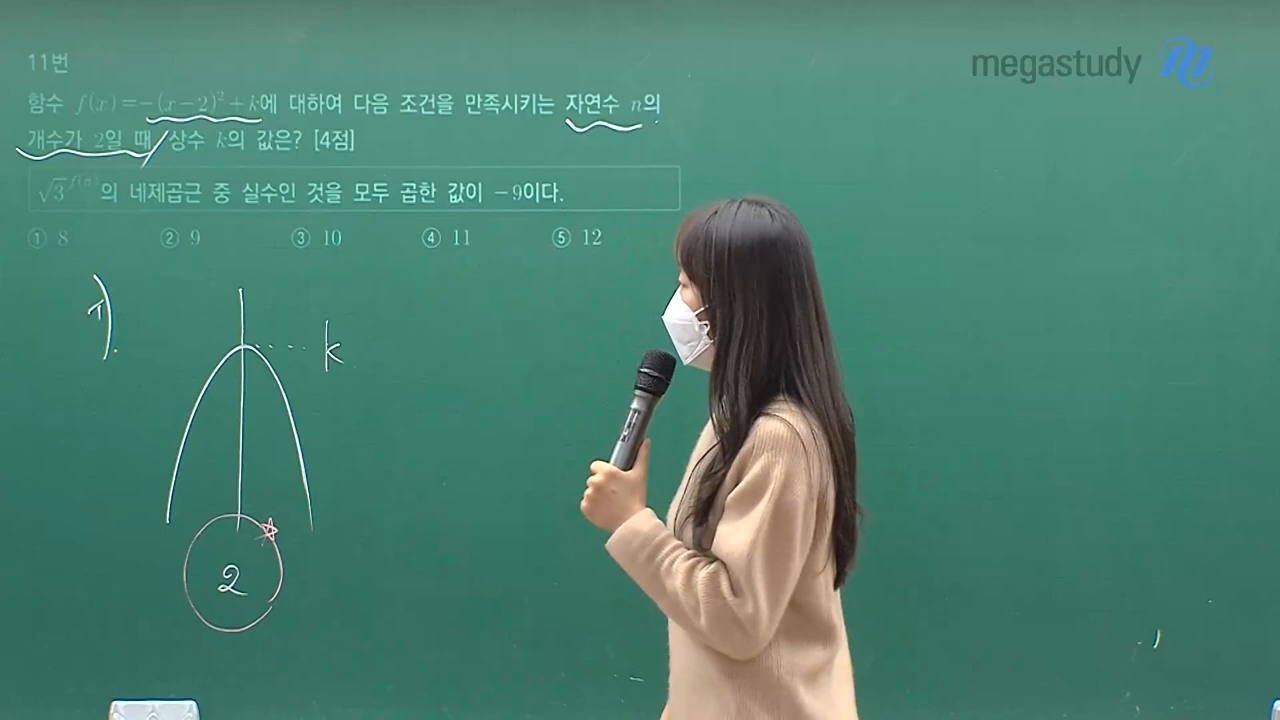 megastudy
11번
함수 f(x)=-(x-2)²+k에 대하여 다음 조건을 만족시키는 자연수 n의
개수가 2일 때, 상수 k의 값은? [4점]
√3^f(n)의 네제곱근 중 실수인 것을 모두 곱한 값이 -9이다.
① 8 ② 9 ③ 10 ④ 11 ⑤ 12
k
2